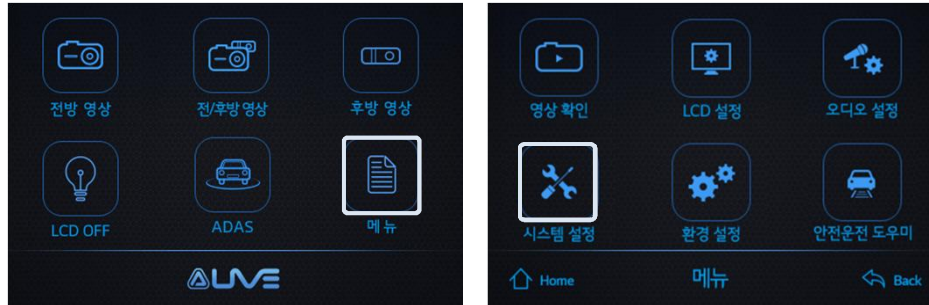 전방 영상
전/후방영상
후방 영상
LCD OFF
ADAS
메뉴
ALIVE
영상 확인
LCD 설정
오디오 설정
시스템 설정
환경 설정
안전운전 도우미
Home
메뉴
Back